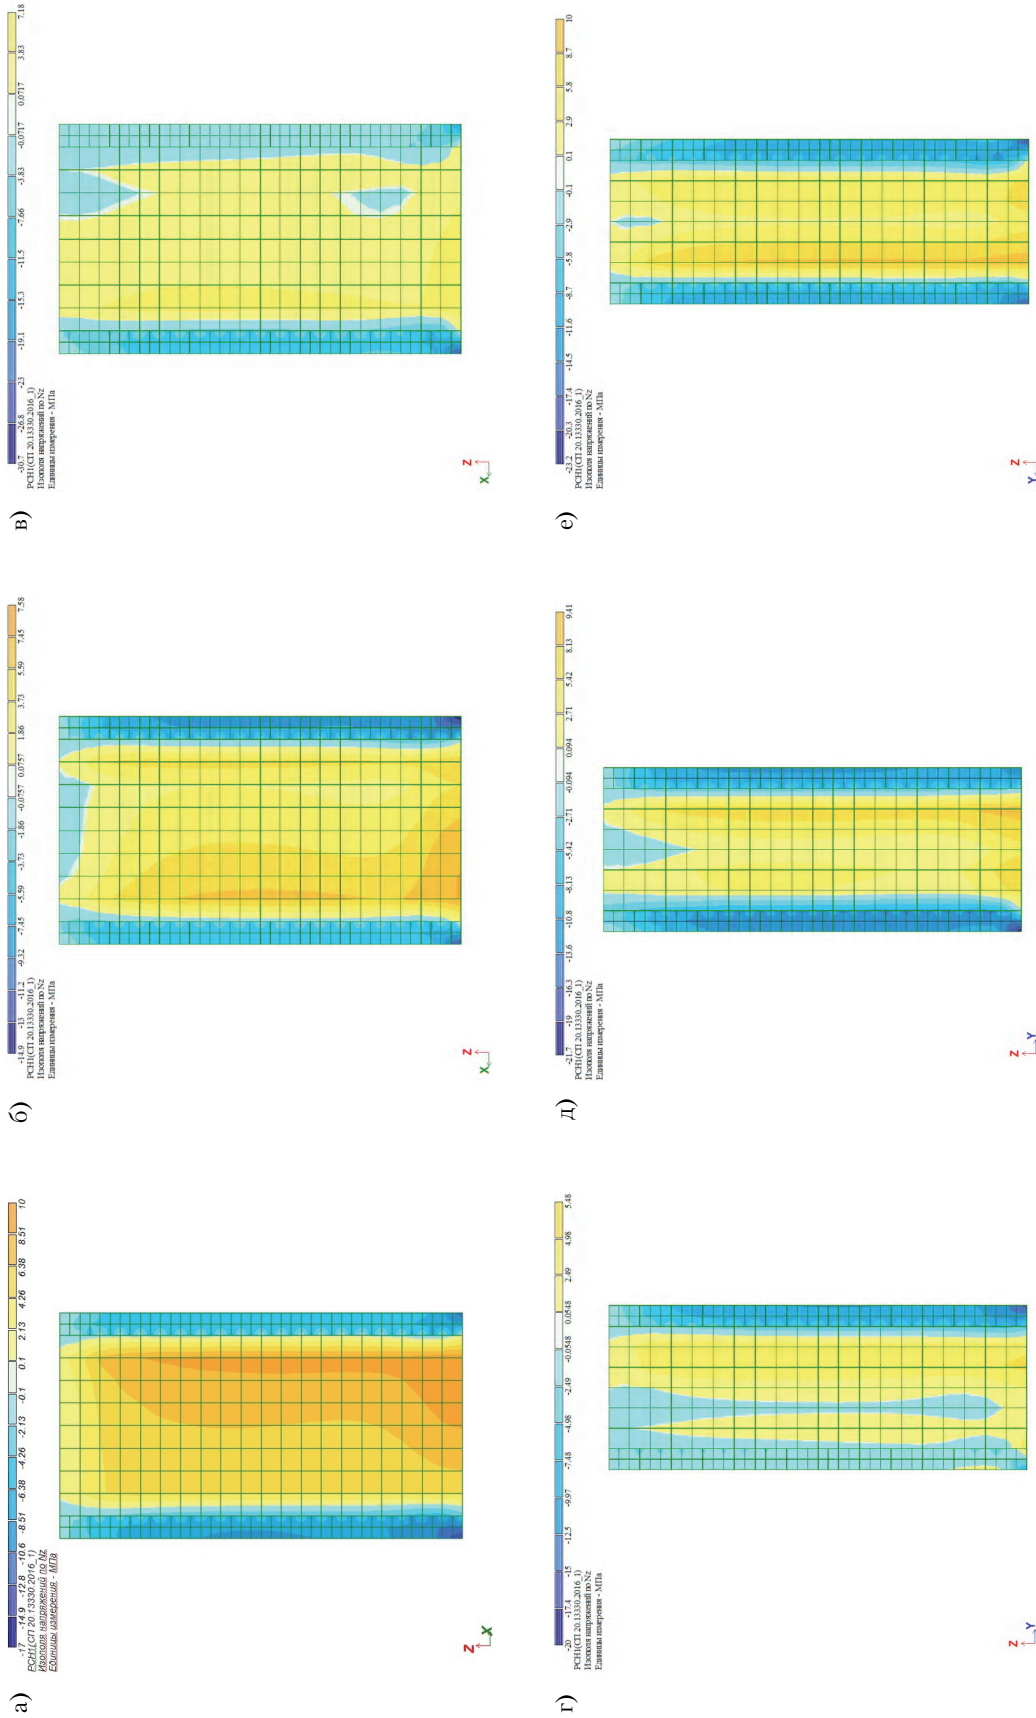 а)
-17 -14.9 -12.8 -10.6 -8.51 -6.38 -4.26 -2.13 -0.1 0.1 2.13 4.26 6.38 8.51 10
РСН1(СП 20.13330.2016_1)
Изополя напряжений по Nz
Единицы измерения - МПа
Z
X
б)
-14.9 -13 -11.2 -9.32 -7.45 -5.59 -3.73 -1.86 -0.0757 0.0757 1.86 3.73 5.59 7.45 7.58
РСН1(СП 20.13330.2016_1)
Изополя напряжений по Nz
Единицы измерения - МПа
Z
X
в)
-30.7 -26.8 -23 -19.1 -15.3 -11.5 -7.66 -3.83 -0.0717 0.0717 3.83 7.18
РСН1(СП 20.13330.2016_1)
Изополя напряжений по Nz
Единицы измерения - МПа
Z
X
г)
-20 -17.4 -15 -12.5 -9.97 -7.48 -4.98 -2.49 -0.0548 0.0548 2.49 4.98 5.48
РСН1(СП 20.13330.2016_1)
Изополя напряжений по Nz
Единицы измерения - МПа
Z
Y
д)
-21.7 -19 -16.3 -13.6 -10.8 -8.13 -5.42 -2.71 -0.094 0.094 2.71 5.42 8.13 9.41
РСН1(СП 20.13330.2016_1)
Изополя напряжений по Nz
Единицы измерения - МПа
Z
Y
е)
-23.2 -20.3 -17.4 -14.5 -11.6 -8.7 -5.8 -2.9 -0.1 0.1 2.9 5.8 8.7 10
РСН1(СП 20.13330.2016_1)
Изополя напряжений по Nz
Единицы измерения - МПа
Z
Y